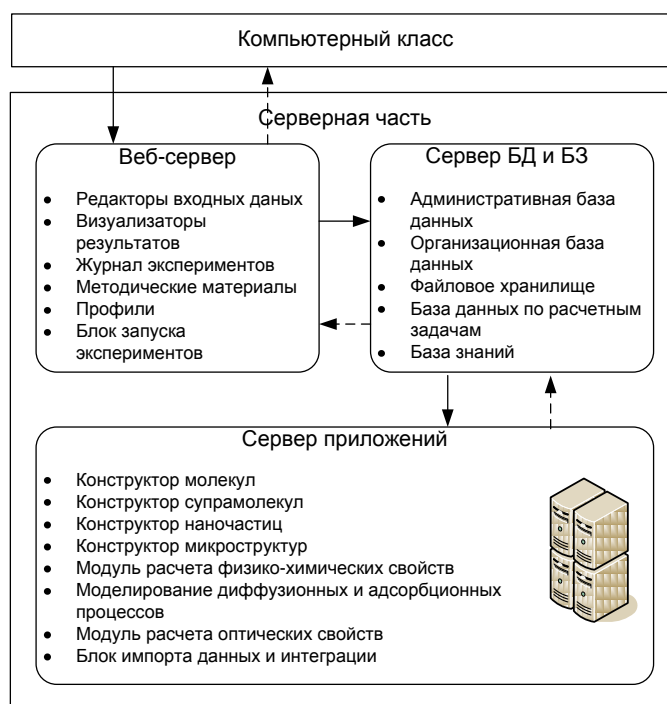 Компьютерный класс
Серверная часть
Веб-сервер
• Редакторы входных даных
• Визуализаторы
результатов
• Журнал экспериментов
• Методические материалы
• Профили
• Блок запуска
экспериментов
Сервер БД и БЗ
• Административная база
данных
• Организационная база
данных
• Файловое хранилище
• База данных по расчетным
задачам
• База знаний
Сервер приложений
• Конструктор молекул
• Конструктор супрамолекул
• Конструктор наночастиц
• Конструктор микроструктур
• Модуль расчета физико-химических свойств
• Моделирование диффузионных и адсорбционных
процессов
• Модуль расчета оптических свойств
• Блок импорта данных и интеграции